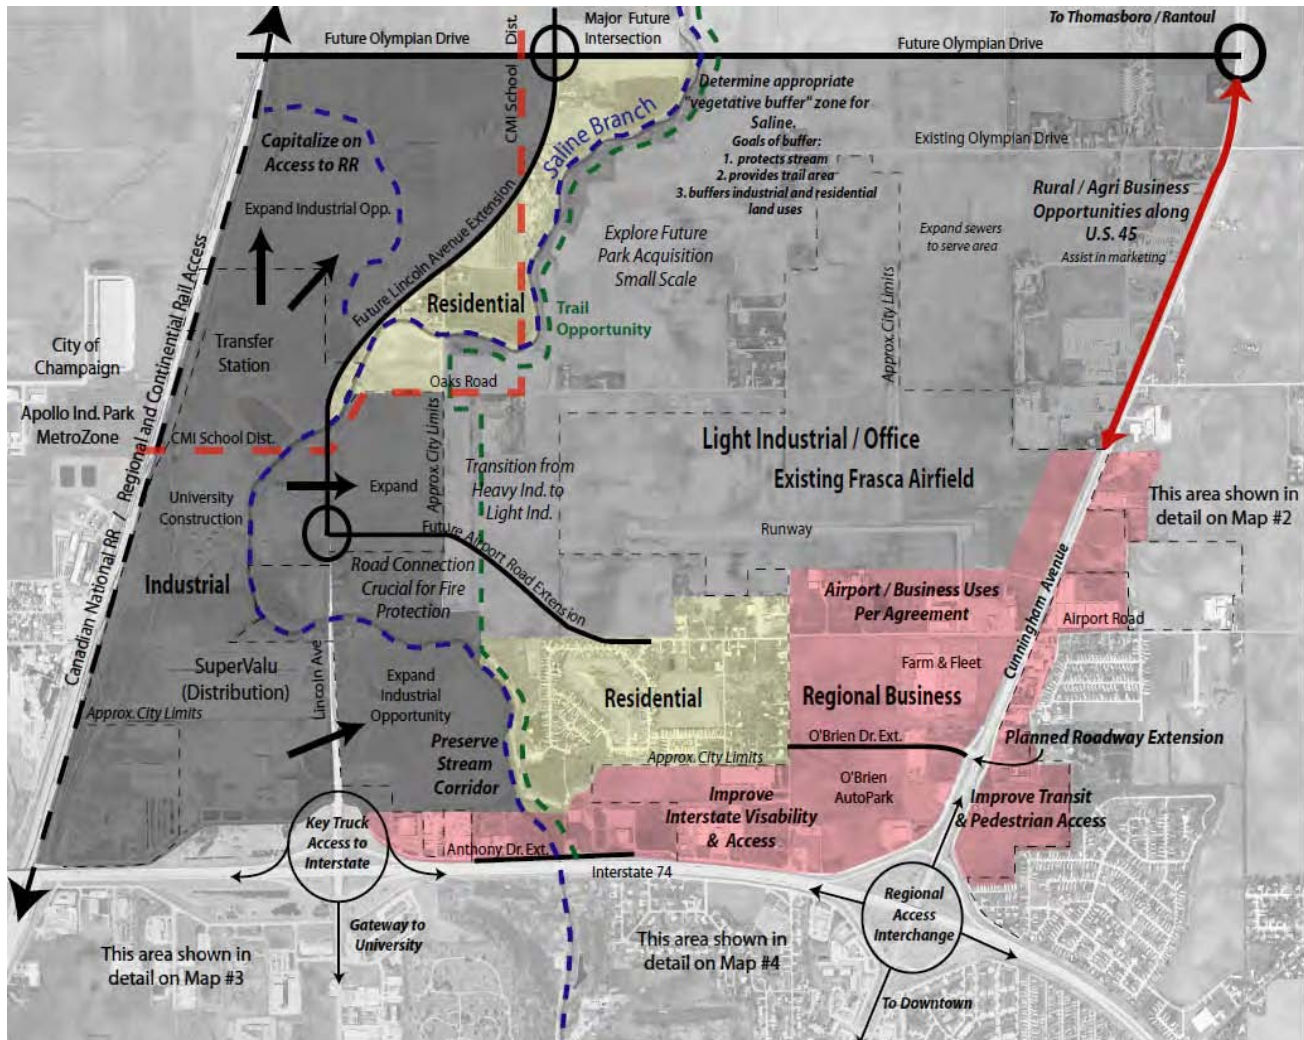 To Thomasboro / Rantoul
Future Olympian Drive
CMI School Dist.
Major Future
Intersection
Future Olympian Drive
Determine appropriate
"vegetative buffer" zone for
Saline.
Goals of buffer:
1. protects stream
2. provides trail area
3. buffers industrial and residential
land uses
Saline Branch
Capitalize on
Access to RR
Expand Industrial Opp.
Existing Olympian Drive
Rural / Agri Business
Opportunities along
U.S. 45
Assist in marketing
Expand sewers
to serve area
Explore Future
Park Acquisition
Small Scale
Future Lincoln Avenue Extension
Residential
Trail
Opportunity
Approx. City Limits
City of
Champaign
Transfer
Station
Canadian National RR / Regional and Continental Rail Access
Oaks Road
Apollo Ind. Park
MetroZone
CMI School Dist.
Approx. City Limits
Light Industrial / Office
Existing Frasca Airfield
Transition from
Heavy Ind. to
Light Ind.
Expand
University
Construction
This area shown in
detail on Map #2
Runway
Future Airport Road Extension
Road Connection
Crucial for Fire
Protection
Industrial
Airport / Business Uses
Per Agreement
Cunningham Avenue
Airport Road
Farm & Fleet
SuperValu
(Distribution)
Lincoln Ave
Expand
Industrial
Opportunity
Residential
Regional Business
Approx. City Limits
Preserve
Stream
Corridor
O'Brien Dr. Ext.
Planned Roadway Extension
Approx. City Limits
O'Brien
AutoPark
Improve
Interstate Visability
& Access
Improve Transit
& Pedestrian Access
Key Truck
Access to
Interstate
Anthony Dr. Ext.
Interstate 74
Regional
Access
Interchange
Gateway to
University
This area shown in
detail on Map #3
This area shown in
detail on Map #4
To Downtown